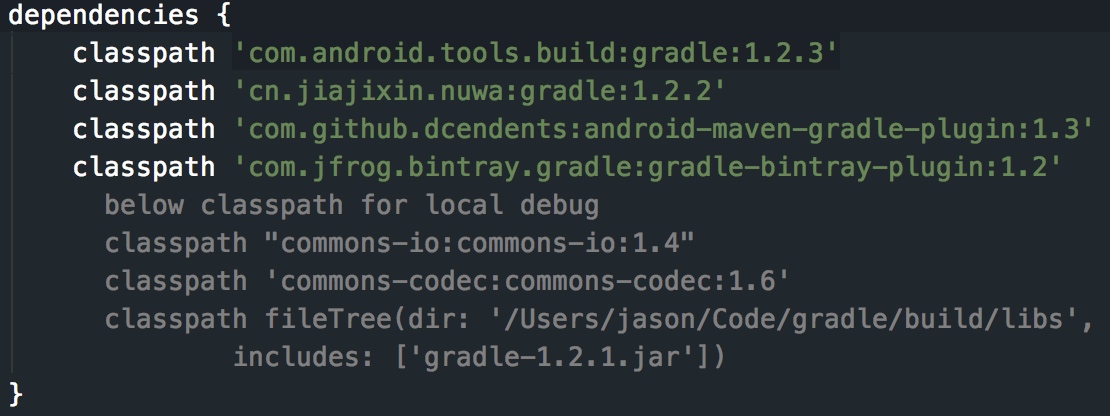 dependencies {
classpath 'com.android.tools.build:gradle:1.2.3'
classpath 'cn.jiajixin.nuwa:gradle:1.2.2'
classpath 'com.github.dcendents:android-maven-gradle-plugin:1.3'
classpath 'com.jfrog.bintray.gradle:gradle-bintray-plugin:1.2'
below classpath for local debug
classpath "commons-io:commons-io:1.4"
classpath 'commons-codec:commons-codec:1.6'
classpath fileTree(dir: '/Users/jason/Code/gradle/build/libs',
includes: ['gradle-1.2.1.jar'])
}